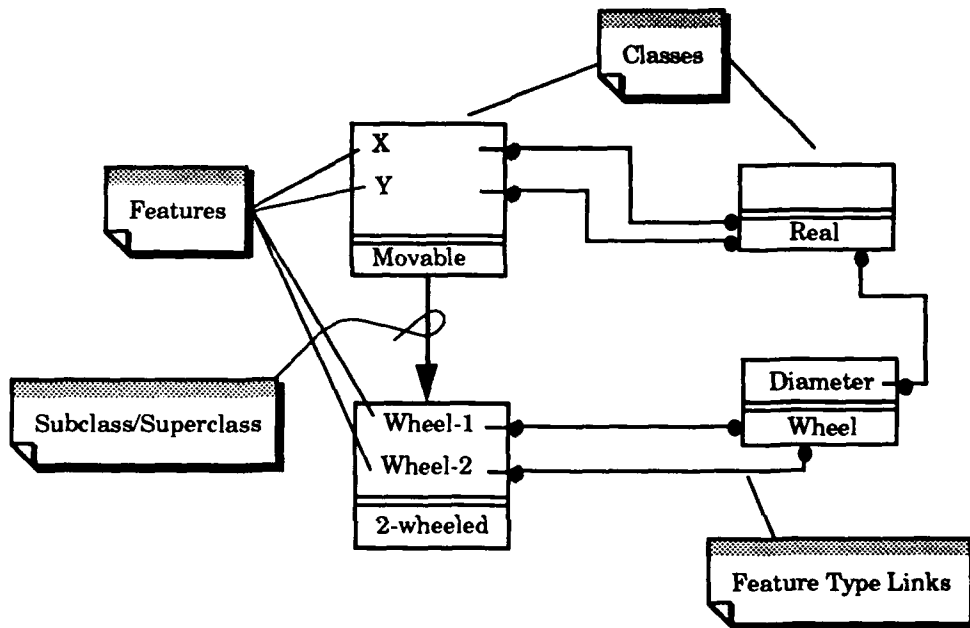 Classes
X
Y
Features
Real
Movable
Diameter
Subclass/Superclass
Wheel-1
Wheel
Wheel-2
2-wheeled
Feature Type Links